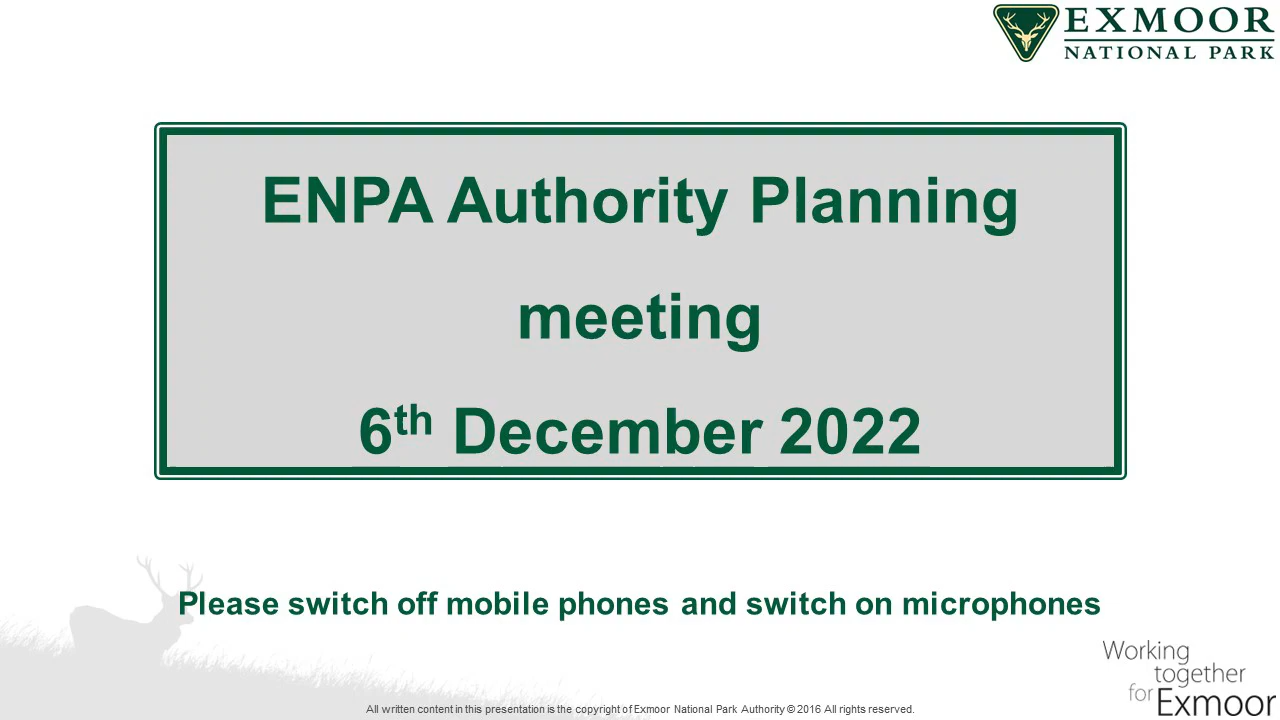 EXMOOR
NATIONAL PARK
ENPA Authority Planning
meeting
6th December 2022
Please switch off mobile phones and switch on microphones
Working
together
for Exmoor
All written content in this presentation is the copyright of Exmoor National Park Authority © 2016 All rights reserved.